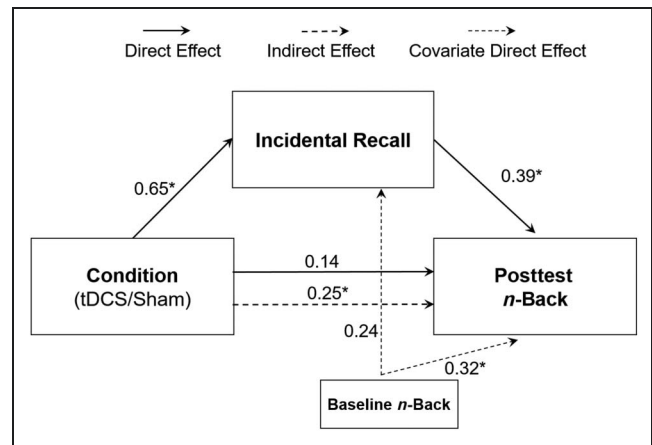 Direct Effect Indirect Effect Covariate Direct Effect
Incidental Recall
0.65*
0.39*
Condition
(tDCS/Sham)
0.14
0.25*
Posttest
n-Back
0.24
0.32*
Baseline n-Back